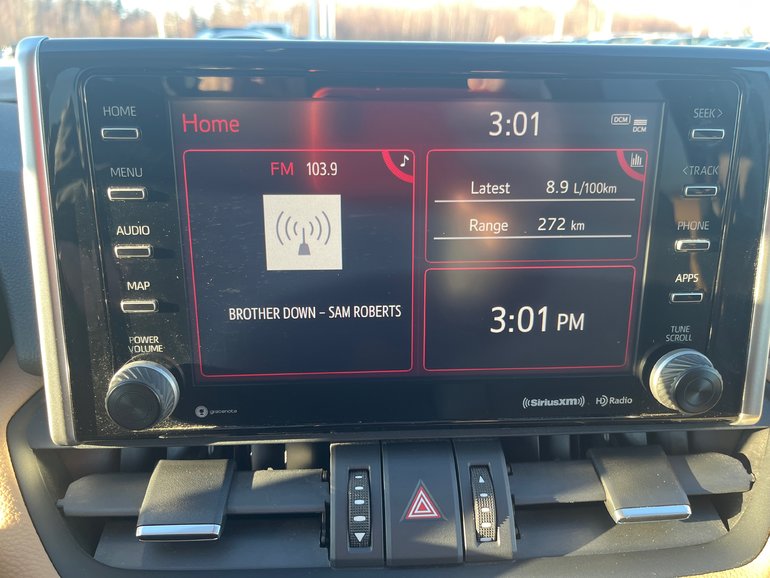 HOME
MENU
AUDIO
MAP
POWER
VOLUME
Home
3:01
DCM
DCM
FM 103.9
BROTHER DOWN – SAM ROBERTS
Latest 8.9 L/100km
Range 272 km
3:01 PM
gracenote
((SiriusXM))
HD Radio
SEEK >
< TRACK
PHONE
APPS
TUNE
SCROLL